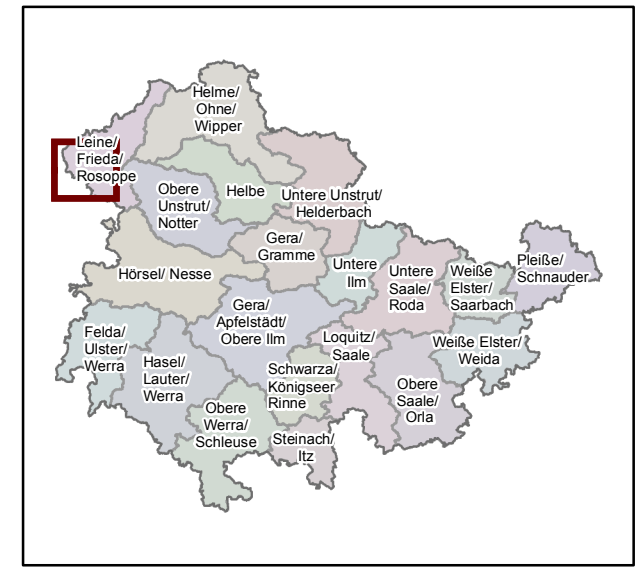 Helme/
Ohne/
Wipper
Leine/
Frieda/
Rosoppe
Obere
Unstrut/
Notter
Helbe
Untere Unstrut/
Helderbach
Gera/
Gramme
Hörsel/ Nesse
Untere
Ilm
Untere
Saale/
Roda
Weiße
Elster/
Saarbach
Pleiße/
Schnauder
Gera/
Apfelstädt/
Obere Ilm
Felda/
Ulster/
Werra
Hasel/
Lauter/
Werra
Loquitz/
Saale
Weiße Elster/
Weida
Schwarza/
Königseer
Rinne
Obere
Saale/
Orla
Obere
Werra/
Schleuse
Steinach/
Itz